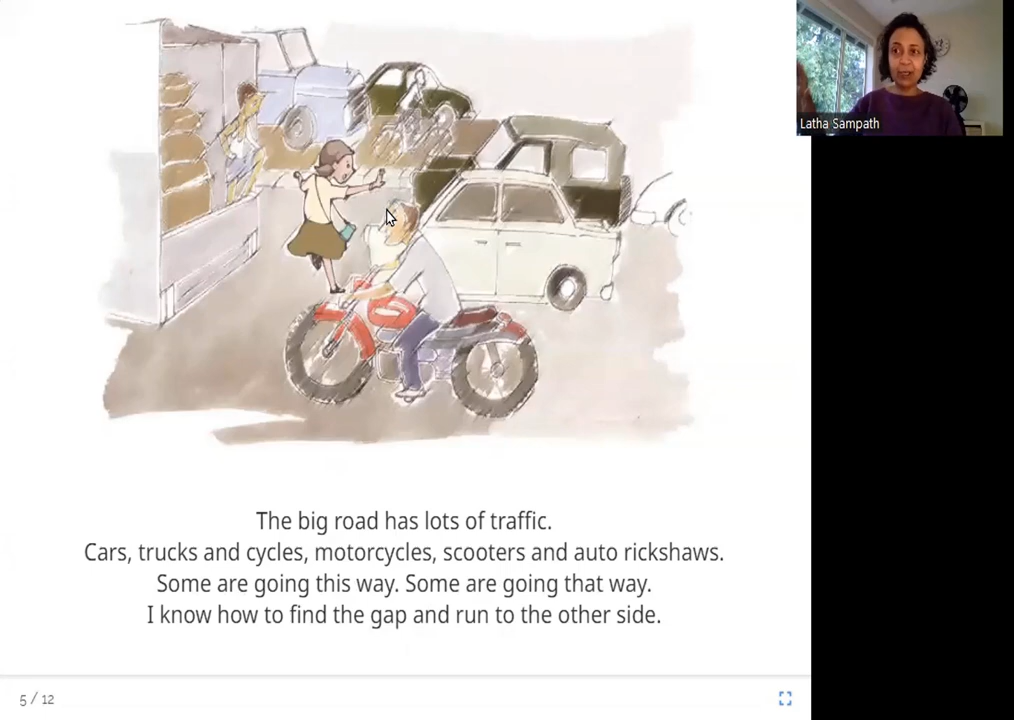 Latha Sampath
The big road has lots of traffic.
Cars, trucks and cycles, motorcycles, scooters and auto rickshaws.
Some are going this way. Some are going that way.
I know how to find the gap and run to the other side.
5 / 12